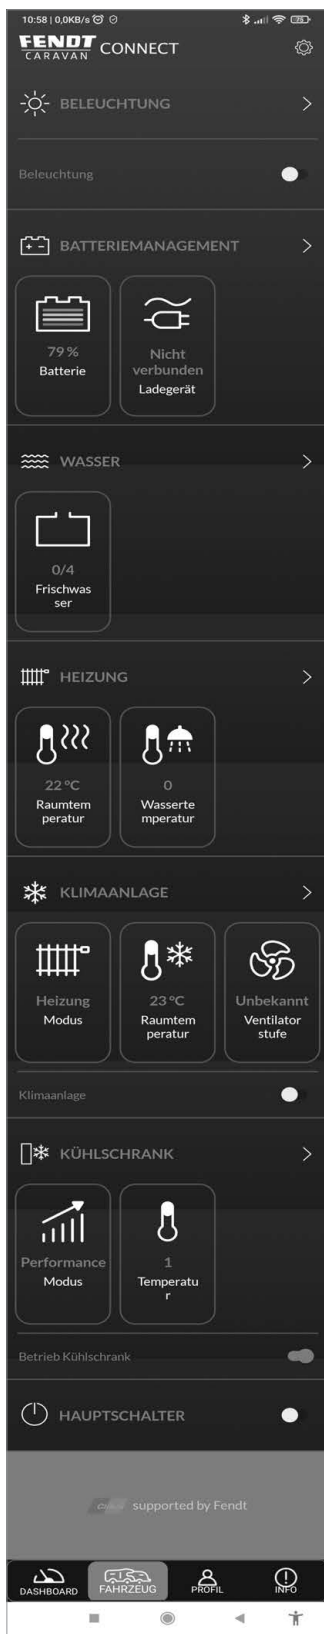 10:58 | 0,0KB/s
75
FENDT CONNECT
CARAVAN
BELEUCHTUNG
Beleuchtung
BATTERIEMANAGEMENT
79 %
Batterie
Nicht
verbunden
Ladegerät
WASSER
0/4
Frischwas
ser
HEIZUNG
22 °C
Raumtem
peratur
0
Wasserte
mperatur
KLIMAANLAGE
Heizung
Modus
23 °C
Raumtem
peratur
Unbekannt
Ventilator
stufe
Klimaanlage
KÜHLSCHRANK
Performance
Modus
1
Temperatu
r
Betrieb Kühlschrank
HAUPTSCHALTER
supported by Fendt
DASHBOARD
FAHRZEUG
PROFIL
INFO